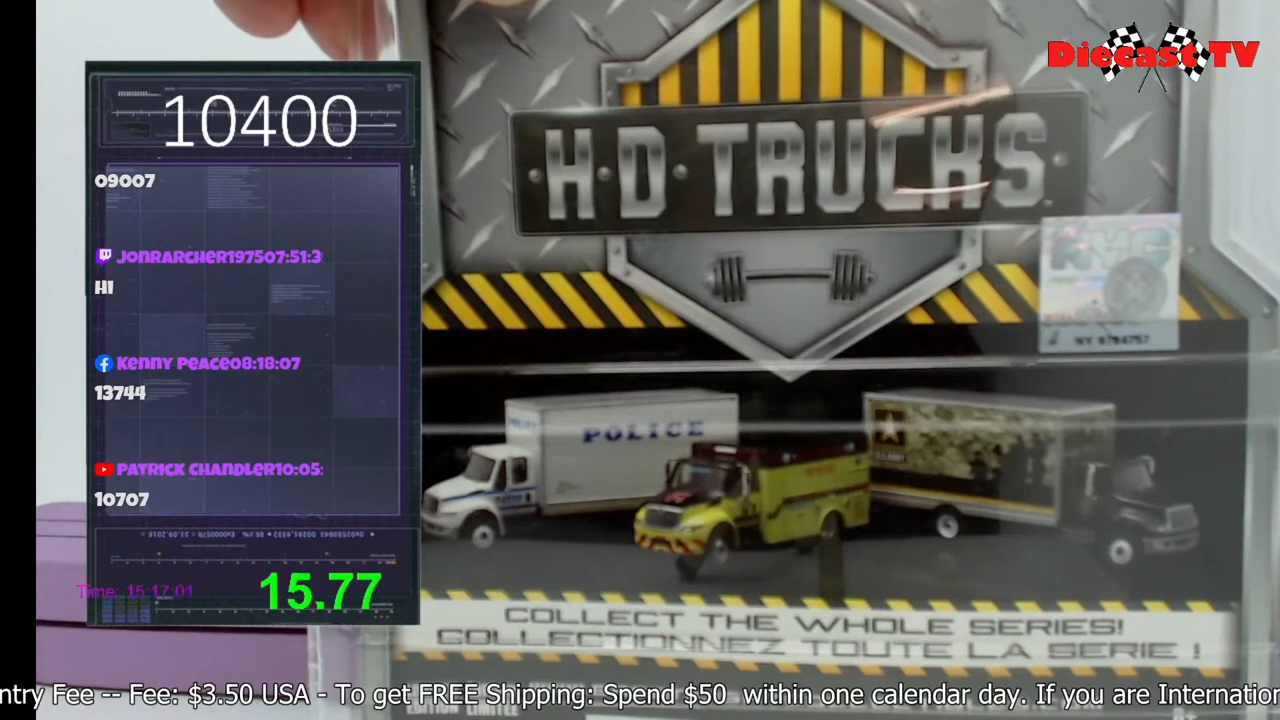 Diecast TV
10400
09007
JONRARCHER197507:51:3
HI
Kenny Peace08:18:07
13744
Patrick Chandler10:05:
10707
Time: 15:17:01
15.77
H·D TRUCKS
POLICE
COLLECT THE WHOLE SERIES!
COLLECTIONNEZ TOUTE LA SERIE !
ntry Fee -- Fee: $3.50 USA - To get FREE Shipping: Spend $50 within one calendar day. If you are Internation